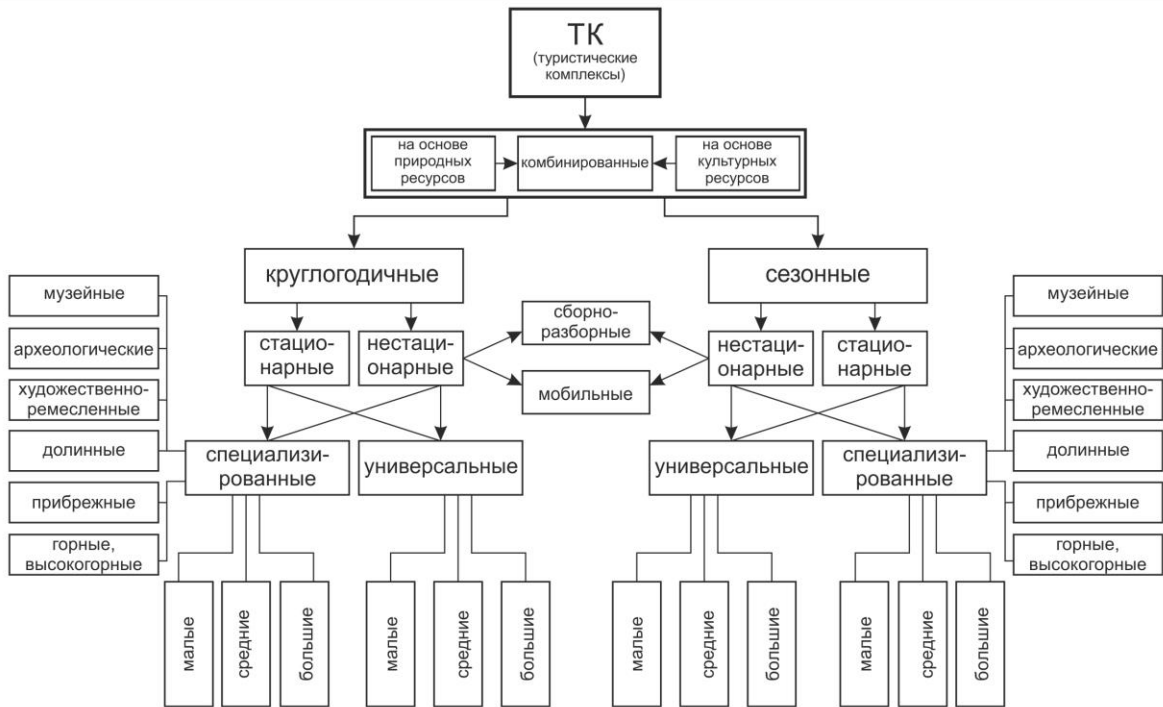 ТК
(туристические
комплексы)
на основе
природных
ресурсов
комбинированные
на основе
культурных
ресурсов
круглогодичные
сезонные
музейные
археологические
художественно-
ремесленные
долинные
прибрежные
горные,
высокогорные
стацио-
нарные
нестаци-
онарные
сборно-
разборные
мобильные
нестаци-
онарные
стацио-
нарные
специализи-
рованные
универсальные
универсальные
специализи-
рованные
музейные
археологические
художественно-
ремесленные
долинные
прибрежные
горные,
высокогорные
малые
средние
большие
малые
средние
большие
малые
средние
большие
малые
средние
большие